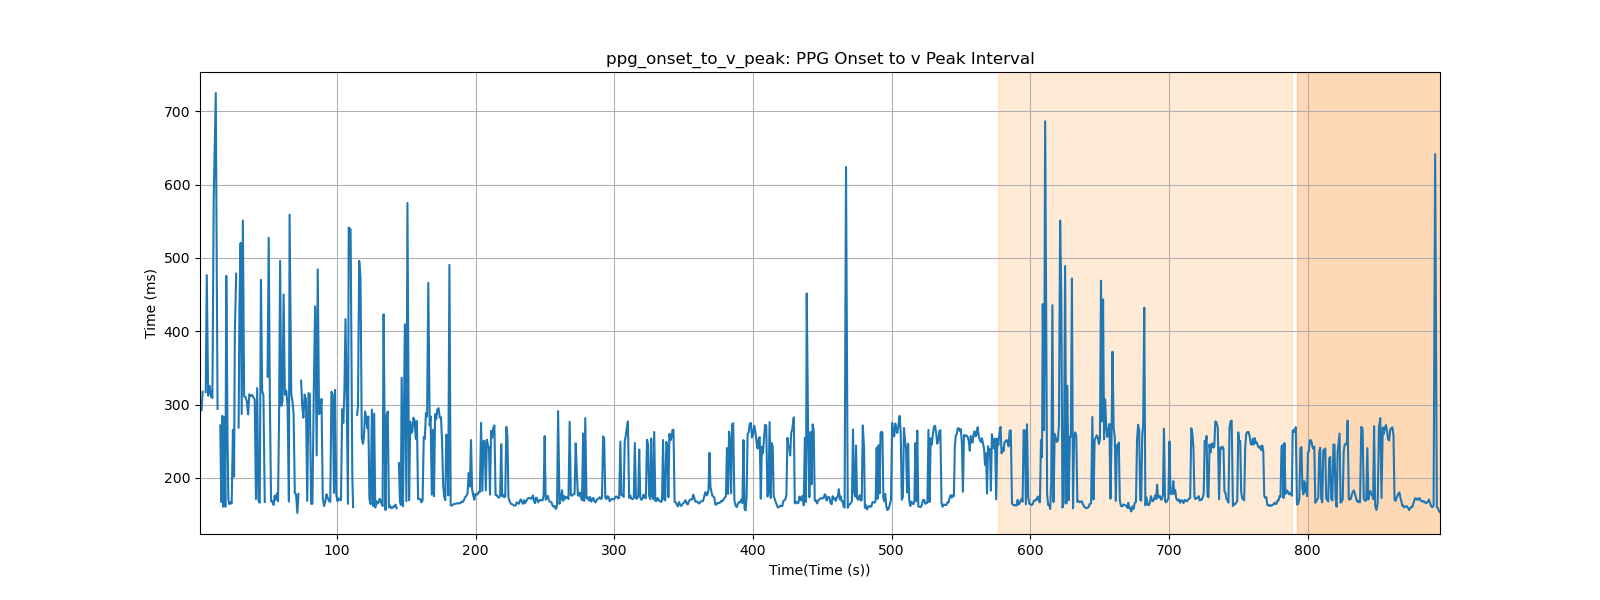 ppg_onset_to_v_peak: PPG Onset to v Peak Interval
700
600
500
400
300
200
Time (ms)
100 200 300 400 500 600 700 800
Time(Time (s))